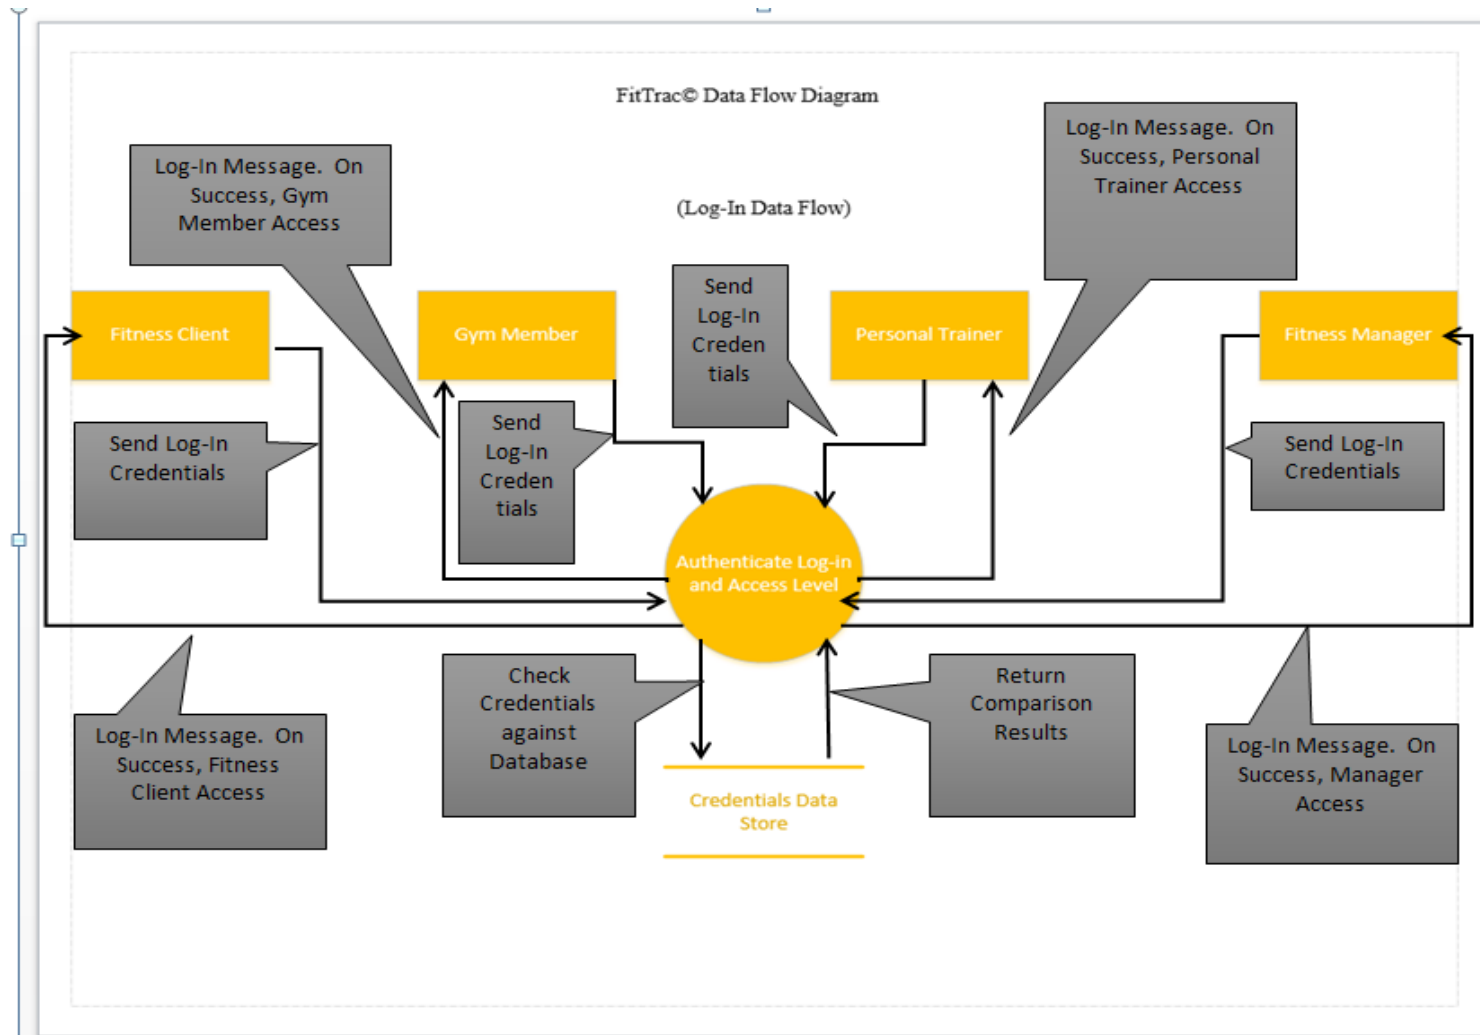 FitTrac© Data Flow Diagram
(Log-In Data Flow)
Log-In Message.  On
Success, Gym
Member Access
Log-In Message.  On
Success, Personal
Trainer Access
Send
Log-In
Creden
tials
Fitness Client
Gym Member
Personal Trainer
Fitness Manager
Send Log-In
Credentials
Send
Log-In
Creden
tials
Send Log-In
Credentials
Authenticate Log-in
and Access Level
Log-In Message.  On
Success, Fitness
Client Access
Check
Credentials
against
Database
Return
Comparison
Results
Log-In Message.  On
Success, Manager
Access
Credentials Data
Store